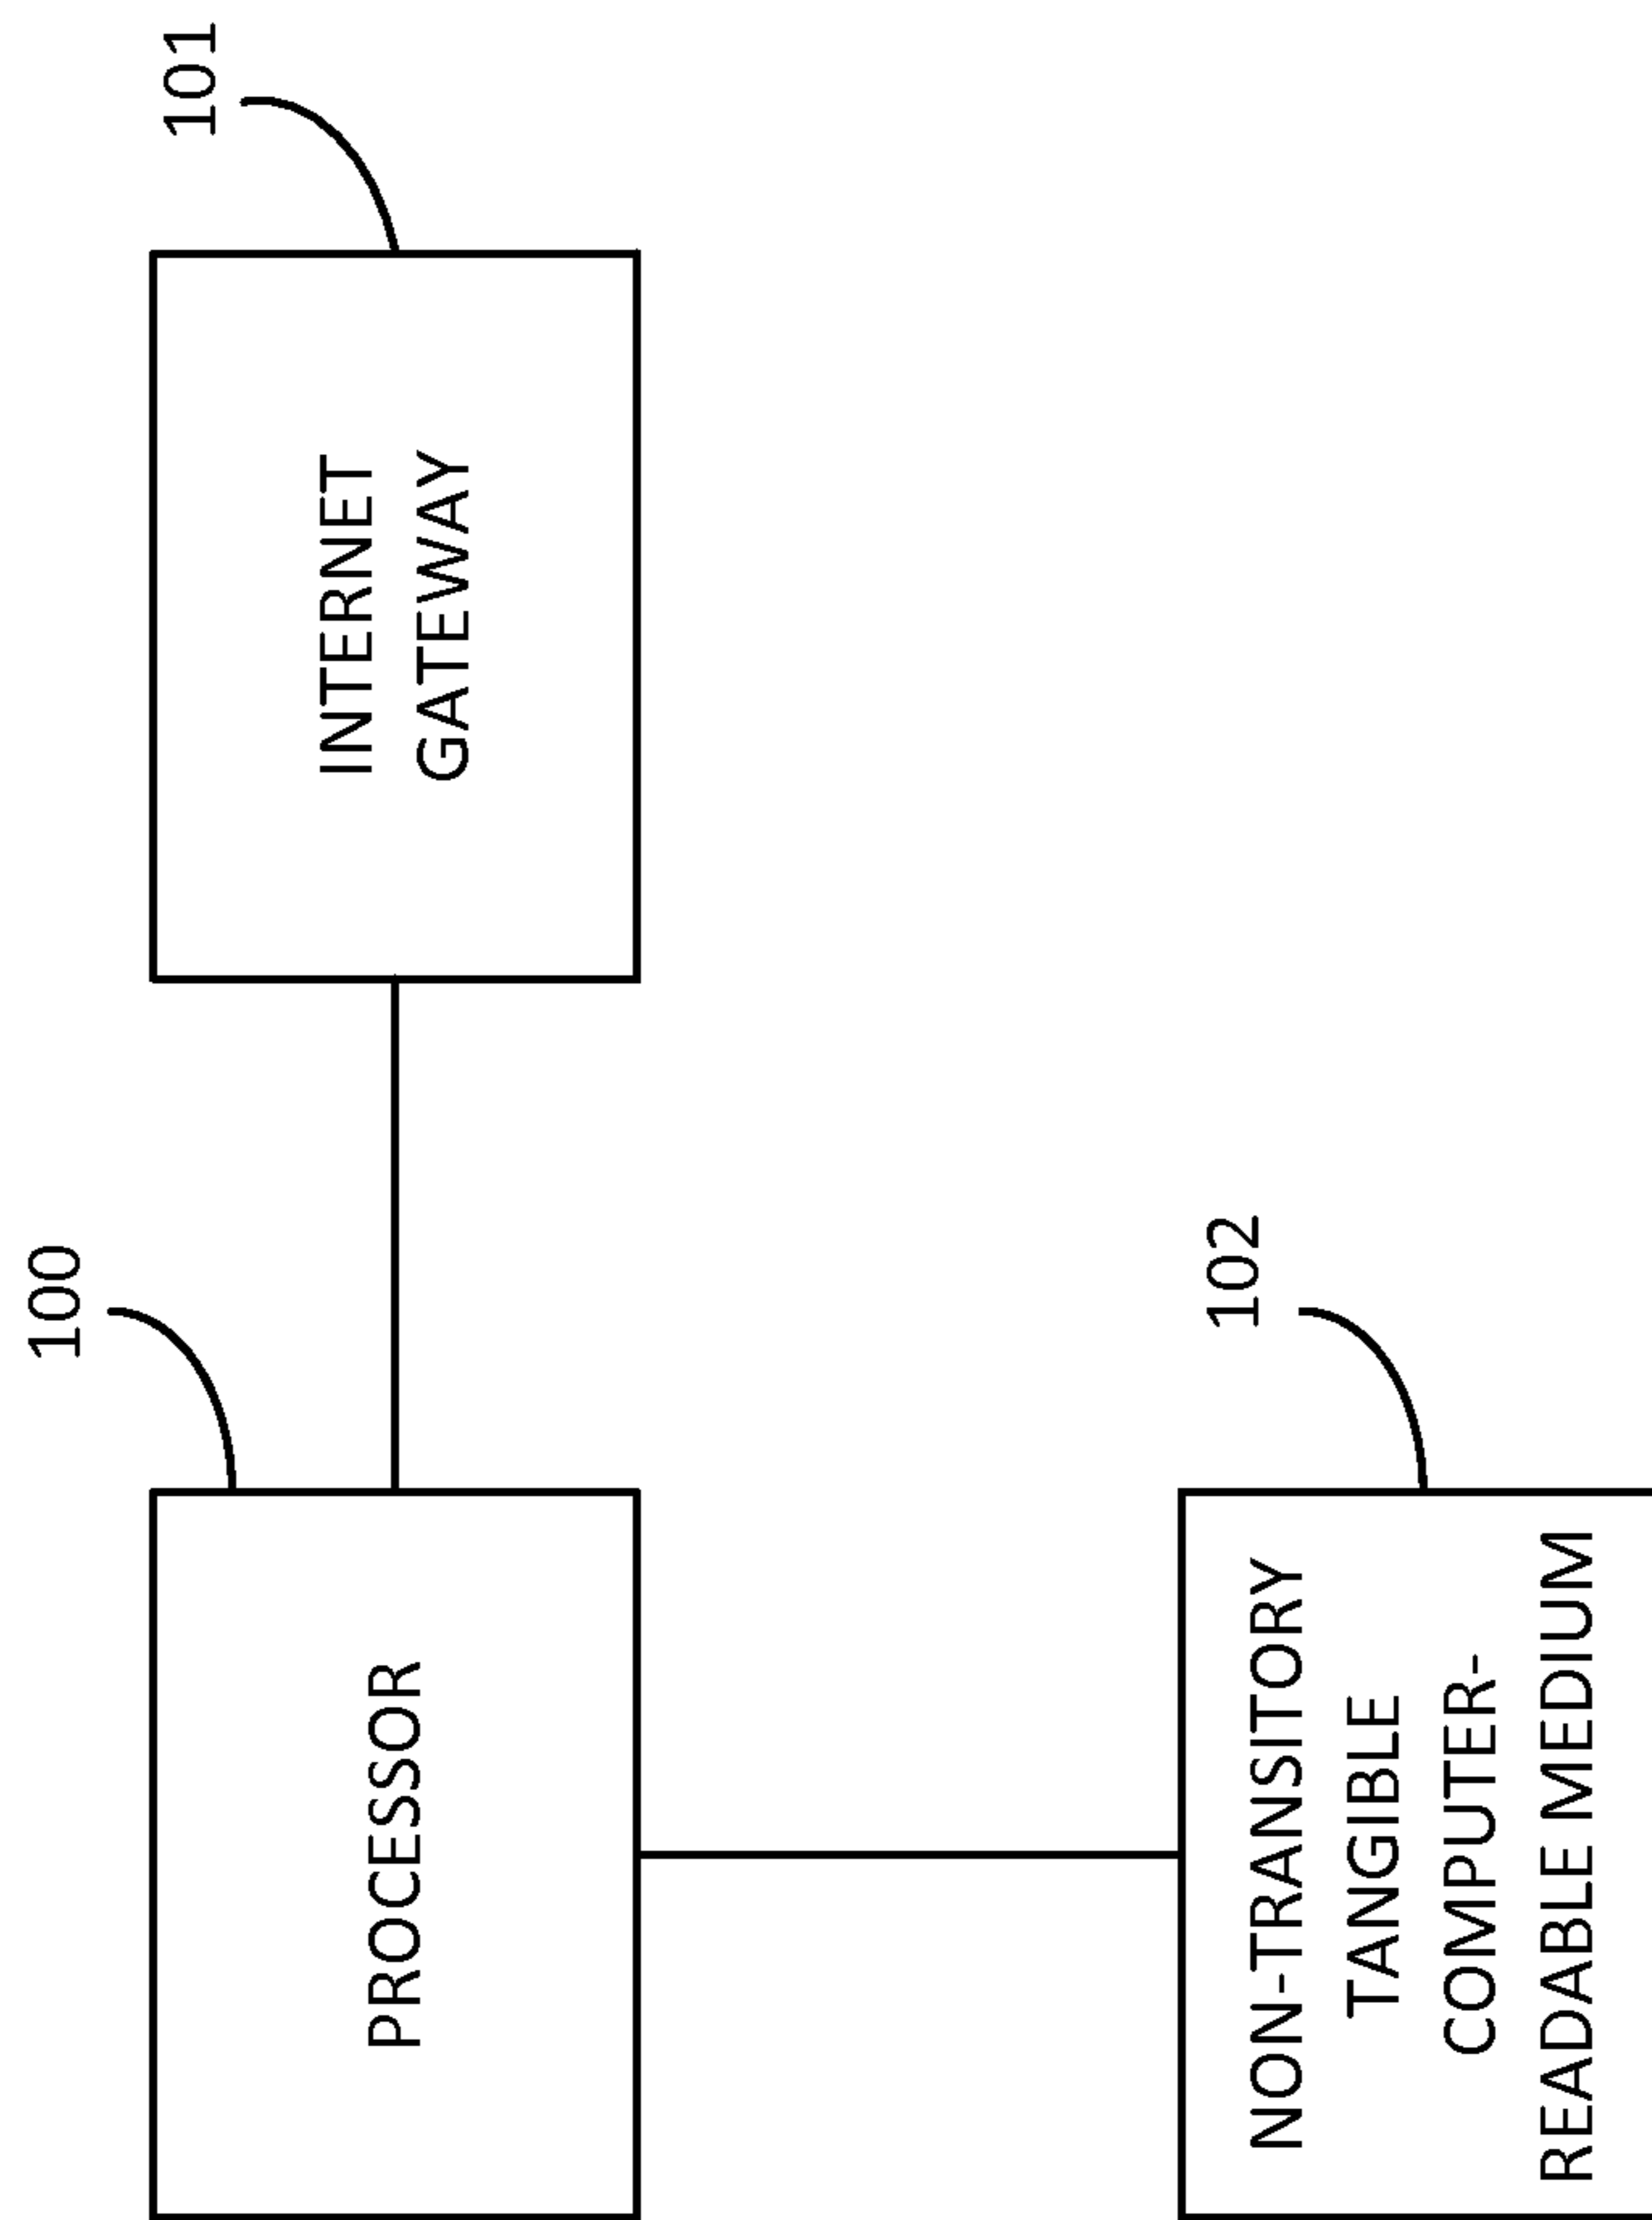 100
PROCESSOR
101
INTERNET
GATEWAY
102
NON-TRANSITORY
TANGIBLE
COMPUTER-
READABLE MEDIUM